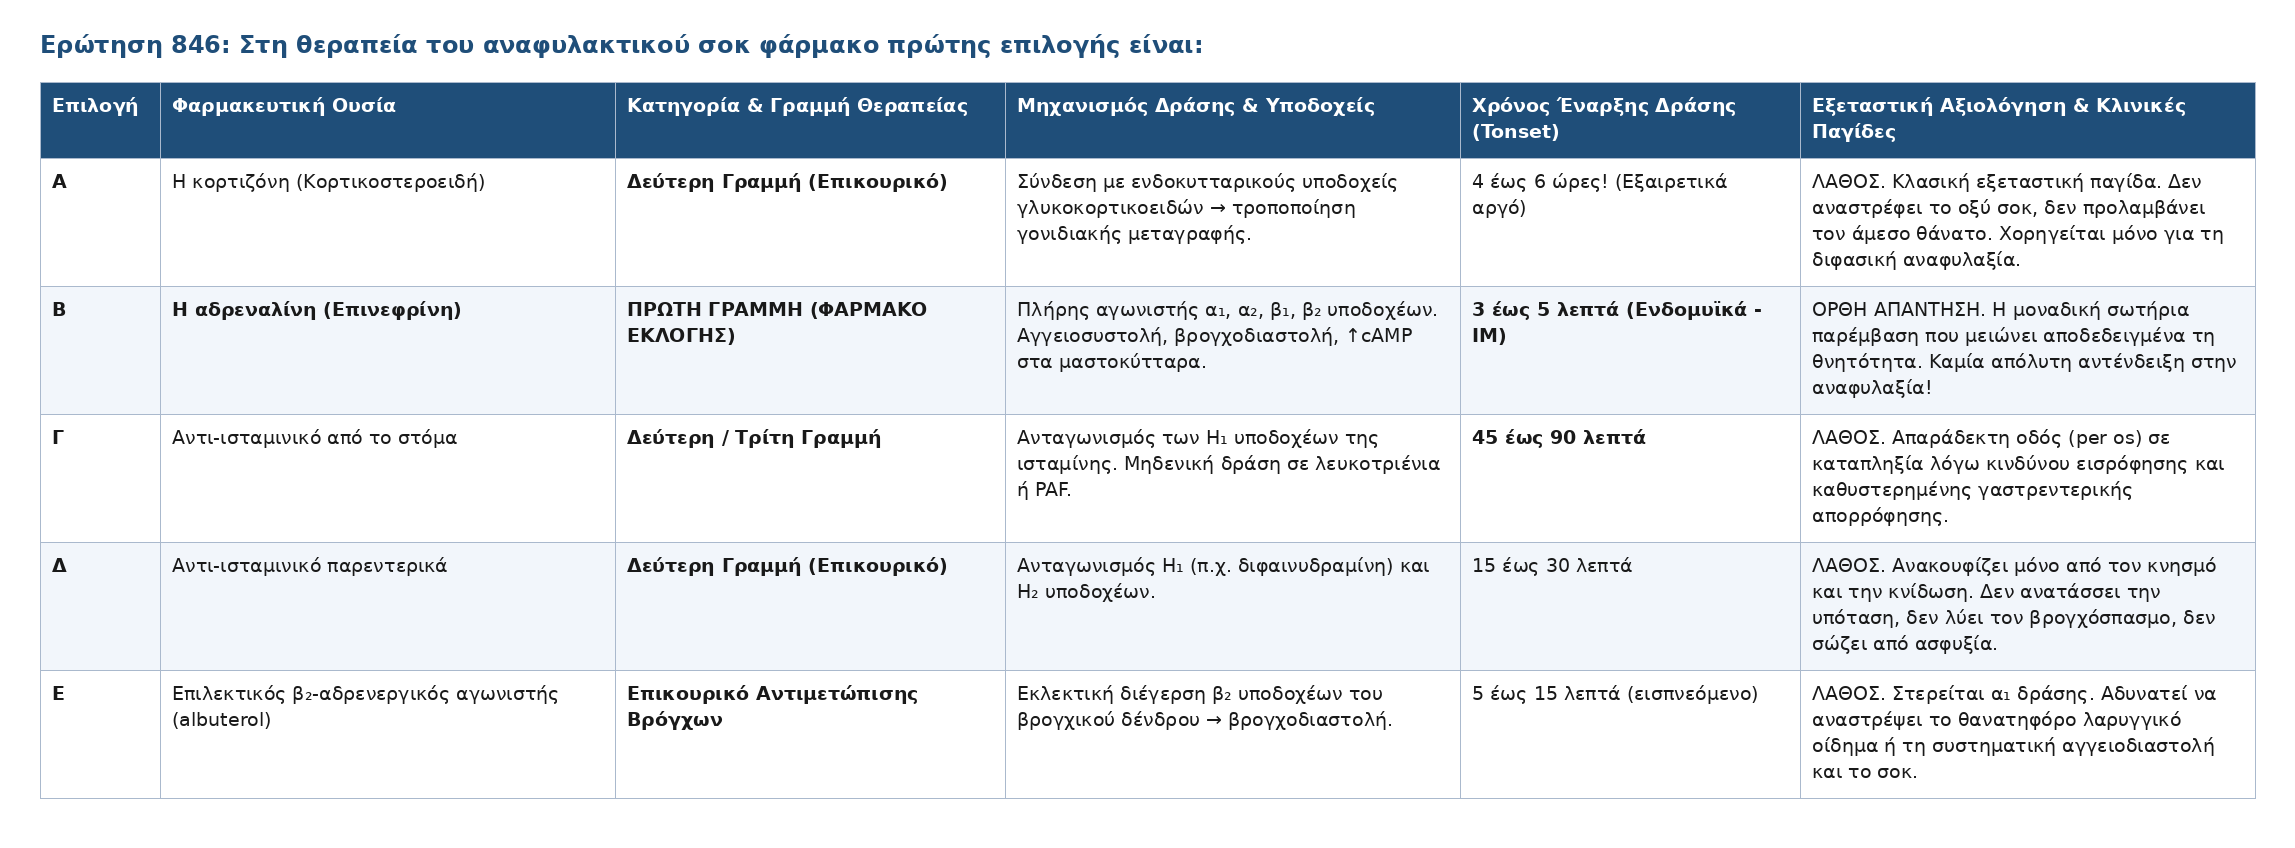 Ερώτηση 846: Στη θεραπεία του αναφυλακτικού σοκ φάρμακο πρώτης επιλογής είναι:
Επιλογή
Φαρμακευτική Ουσία
Κατηγορία & Γραμμή Θεραπείας
Μηχανισμός Δράσης & Υποδοχείς
Χρόνος Έναρξης Δράσης
(Tonset)
Εξεταστική Αξιολόγηση & Κλινικές
Παγίδες
Α
Η κορτιζόνη (Κορτικοστεροειδή)
Δεύτερη Γραμμή (Επικουρικό)
Σύνδεση με ενδοκυτταρικούς υποδοχείς
γλυκοκορτικοειδών → τροποποίηση
γονιδιακής μεταγραφής.
4 έως 6 ώρες! (Εξαιρετικά
αργό)
ΛΑΘΟΣ. Κλασική εξεταστική παγίδα. Δεν
αναστρέφει το οξύ σοκ, δεν προλαμβάνει
τον άμεσο θάνατο. Χορηγείται μόνο για τη
διφασική αναφυλαξία.
Β
Η αδρεναλίνη (Επινεφρίνη)
ΠΡΩΤΗ ΓΡΑΜΜΗ (ΦΑΡΜΑΚΟ
ΕΚΛΟΓΗΣ)
Πλήρης αγωνιστής α₁, α₂, β₁, β₂ υποδοχέων.
Αγγειοσυστολή, βρογχοδιαστολή, ↑cAMP
στα μαστοκύτταρα.
3 έως 5 λεπτά (Ενδομυϊκά -
IM)
ΟΡΘΗ ΑΠΑΝΤΗΣΗ. Η μοναδική σωτήρια
παρέμβαση που μειώνει αποδεδειγμένα τη
θνητότητα. Καμία απόλυτη αντένδειξη στην
αναφυλαξία!
Γ
Αντι-ισταμινικό από το στόμα
Δεύτερη / Τρίτη Γραμμή
Ανταγωνισμός των H₁ υποδοχέων της
ισταμίνης. Μηδενική δράση σε λευκοτριένια
ή PAF.
45 έως 90 λεπτά
ΛΑΘΟΣ. Απαράδεκτη οδός (per os) σε
καταπληξία λόγω κινδύνου εισρόφησης και
καθυστερημένης γαστρεντερικής
απορρόφησης.
Δ
Αντι-ισταμινικό παρεντερικά
Δεύτερη Γραμμή (Επικουρικό)
Ανταγωνισμός H₁ (π.χ. διφαινυδραμίνη) και
H₂ υποδοχέων.
15 έως 30 λεπτά
ΛΑΘΟΣ. Ανακουφίζει μόνο από τον κνησμό
και την κνίδωση. Δεν ανατάσσει την
υπόταση, δεν λύει τον βρογχόσπασμο, δεν
σώζει από ασφυξία.
Ε
Επιλεκτικός β₂-αδρενεργικός αγωνιστής
(albuterol)
Επικουρικό Αντιμετώπισης
Βρόγχων
Εκλεκτική διέγερση β₂ υποδοχέων του
βρογχικού δένδρου → βρογχοδιαστολή.
5 έως 15 λεπτά (εισπνεόμενο)
ΛΑΘΟΣ. Στερείται α₁ δράσης. Αδυνατεί να
αναστρέψει το θανατηφόρο λαρυγγικό
οίδημα ή τη συστηματική αγγειοδιαστολή
και το σοκ.